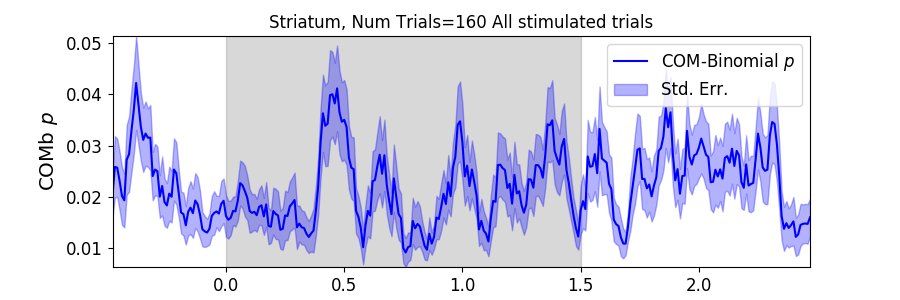 Striatum, Num Trials=160 All stimulated trials
COMb p
0.05
0.04
0.03
0.02
0.01
COM-Binomial p
Std. Err.
0.0 0.5 1.0 1.5 2.0